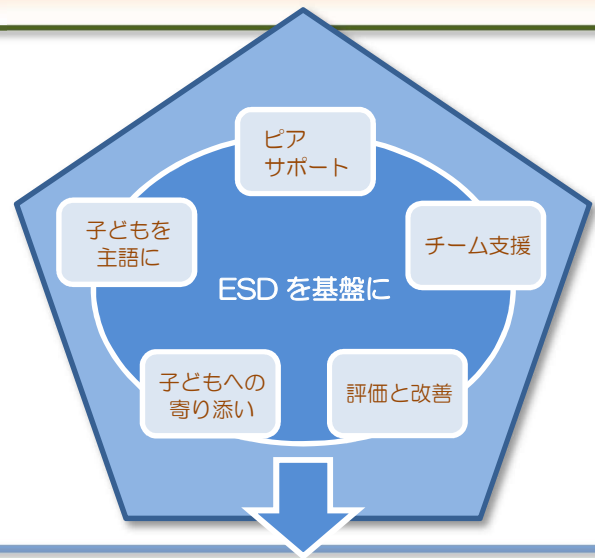 ピア
サポート
子どもを
主語に
チーム支援
ESDを基盤に
子どもへの
寄り添い
評価と改善